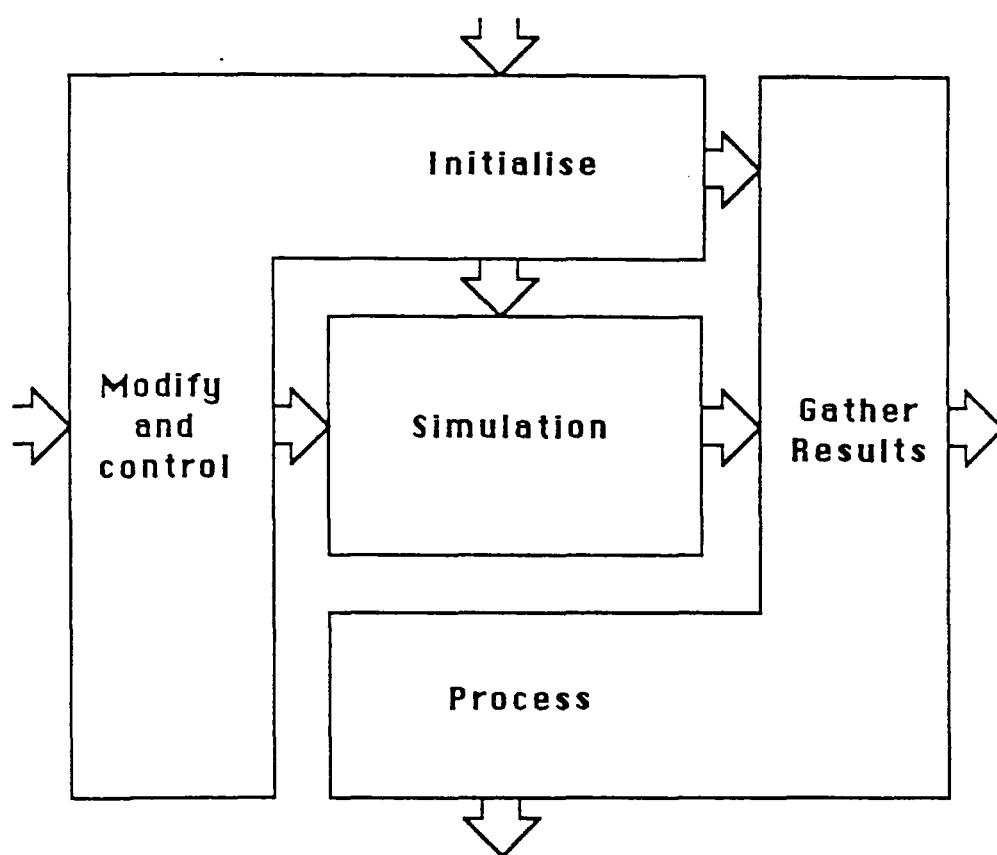 Initialise
Modify
and
control
Simulation
Gather
Results
Process